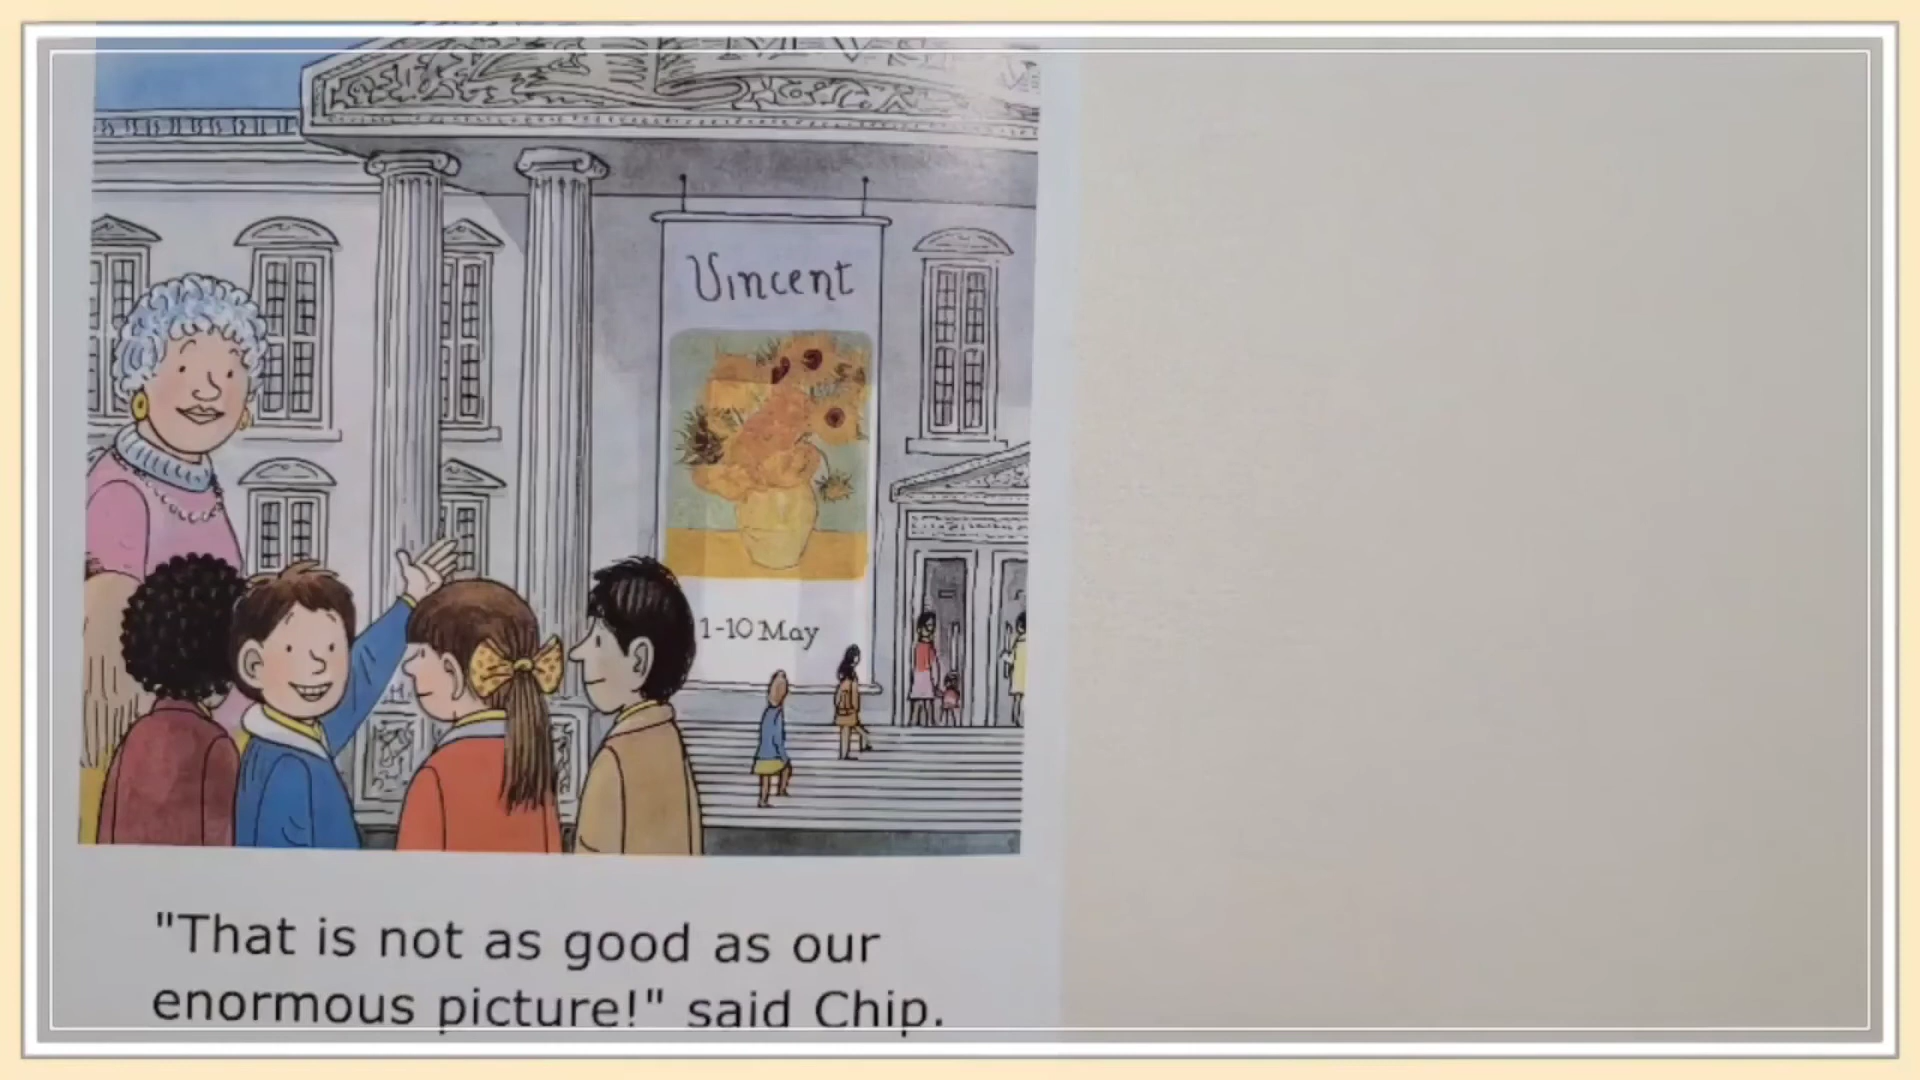 Vincent
1-10 May
"That is not as good as our
enormous picture!" said Chip.